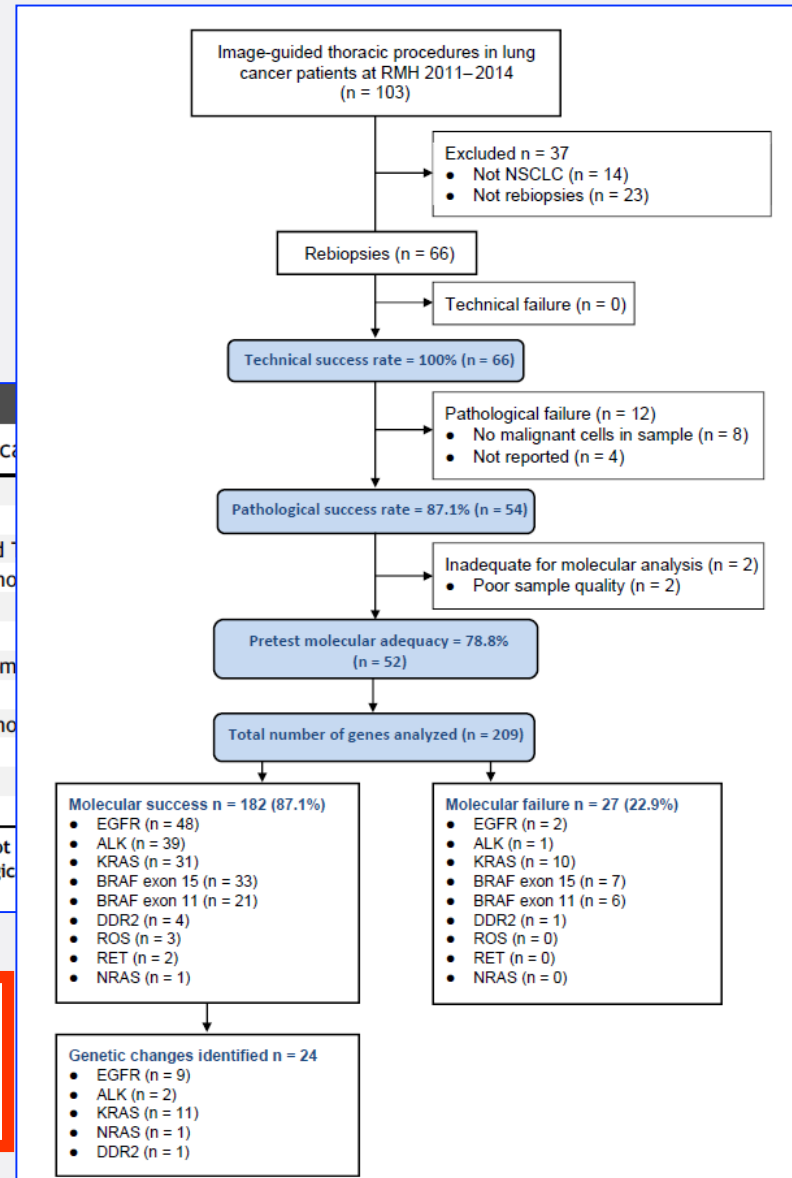 Image-guided thoracic procedures in lung
cancer patients at RMH 2011–2014
(n = 103)
Excluded n = 37
● Not NSCLC (n = 14)
● Not rebiopsies (n = 23)
Rebiopsies (n = 66)
Technical failure (n = 0)
Technical success rate = 100% (n = 66)
Pathological failure (n = 12)
● No malignant cells in sample (n = 8)
● Not reported (n = 4)
Pathological success rate = 87.1% (n = 54)
Inadequate for molecular analysis (n = 2)
● Poor sample quality (n = 2)
Pretest molecular adequacy = 78.8%
(n = 52)
Total number of genes analyzed (n = 209)
Molecular success n = 182 (87.1%)
● EGFR (n = 48)
● ALK (n = 39)
● KRAS (n = 31)
● BRAF exon 15 (n = 33)
● BRAF exon 11 (n = 21)
● DDR2 (n = 4)
● ROS (n = 3)
● RET (n = 2)
● NRAS (n = 1)
Molecular failure n = 27 (22.9%)
● EGFR (n = 2)
● ALK (n = 1)
● KRAS (n = 10)
● BRAF exon 15 (n = 7)
● BRAF exon 11 (n = 6)
● DDR2 (n = 1)
● ROS (n = 0)
● RET (n = 0)
● NRAS (n = 0)
Genetic changes identified n = 24
● EGFR (n = 9)
● ALK (n = 2)
● KRAS (n = 11)
● NRAS (n = 1)
● DDR2 (n = 1)